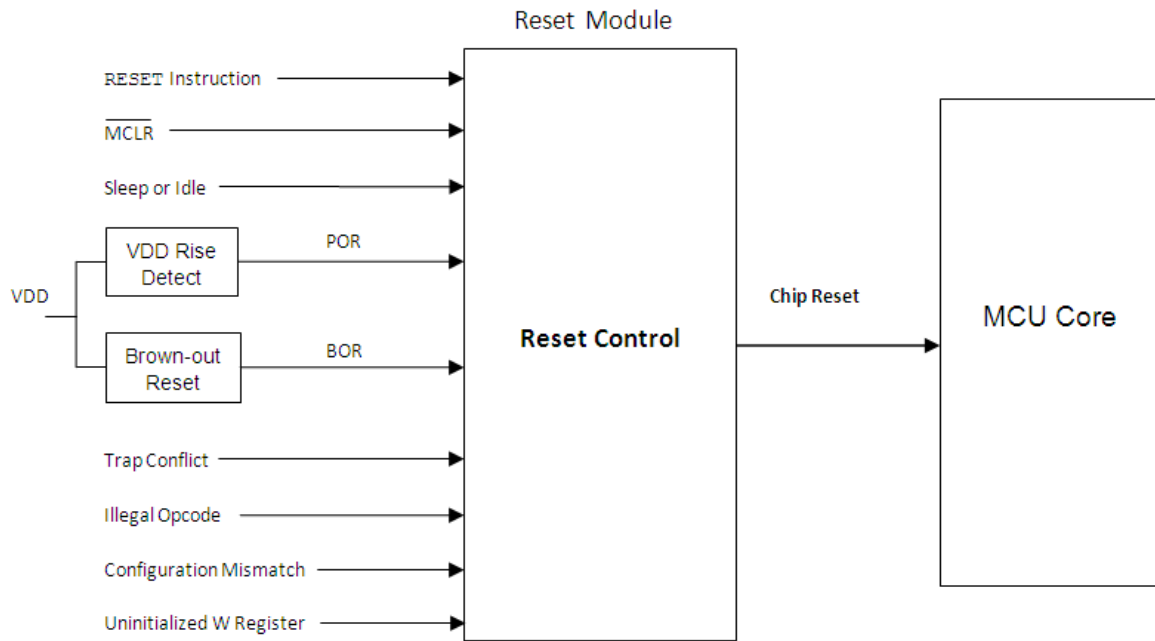 Reset Module
RESET Instruction
MCLR
Sleep or Idle
VDD Rise
Detect
POR
VDD
Brown-out
Reset
BOR
Trap Conflict
Illegal Opcode
Configuration Mismatch
Uninitialized W Register
Reset Control
Chip Reset
MCU Core